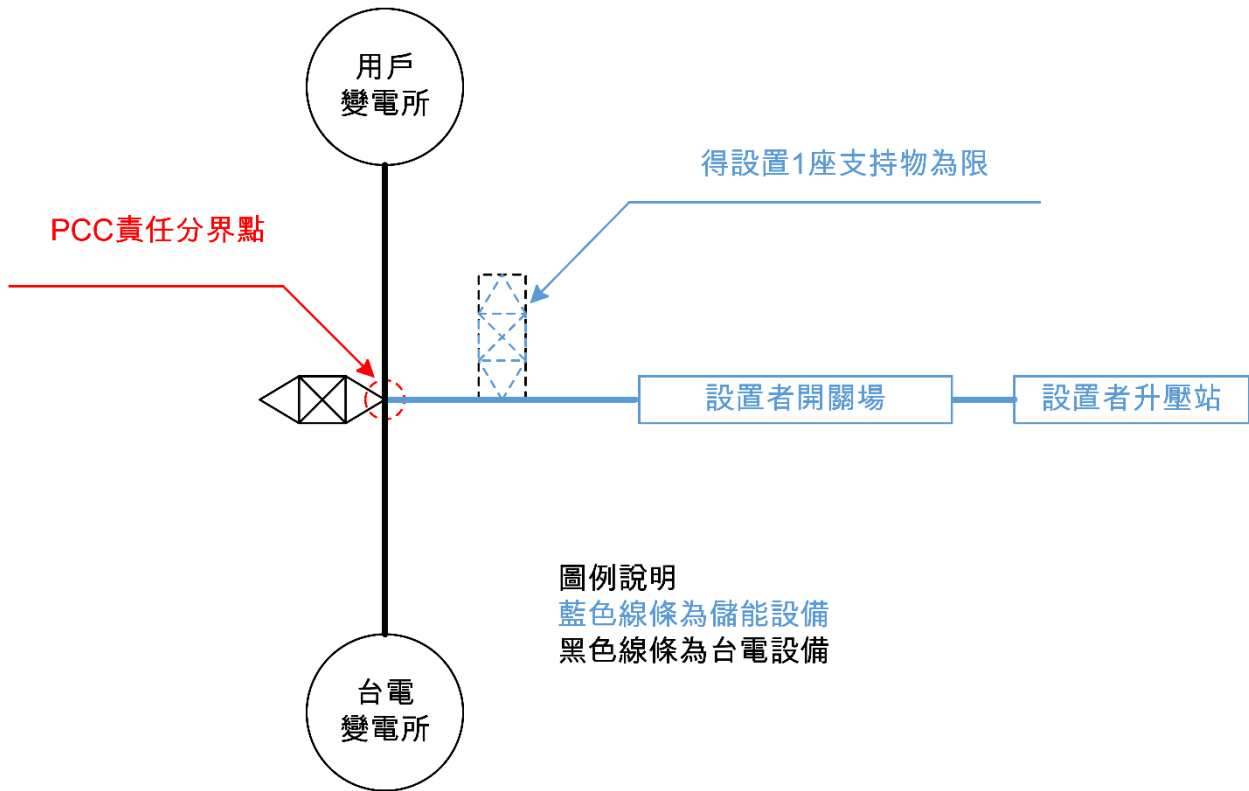 用戶
變電所
得設置1座支持物為限
PCC責任分界點
設置者開關場
設置者升壓站
圖例說明
藍色線條為儲能設備
黑色線條為台電設備
台電
變電所